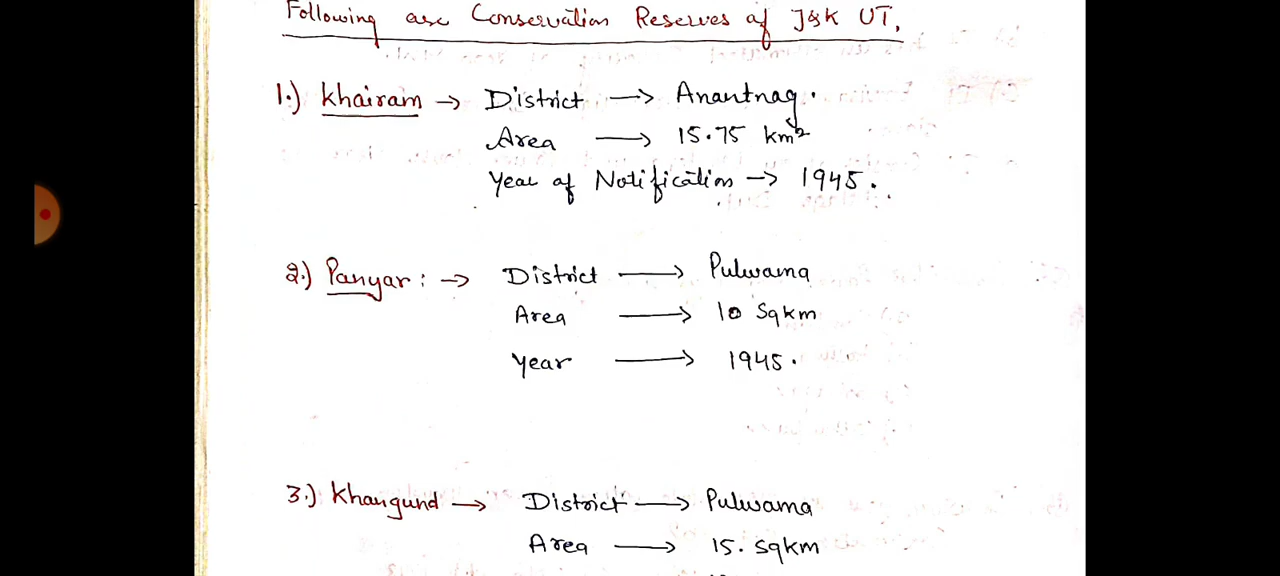 Following are Conservation Reserves of J&K UT.
1.) Khairam → District → Anantnag.
Area → 15.75 km²
Year of Notification → 1945.
2.) Panyar : → District → Pulwama
Area → 10 Sqkm
Year → 1945.
3.) Khangund → District → Pulwama
Area → 15. Sqkm